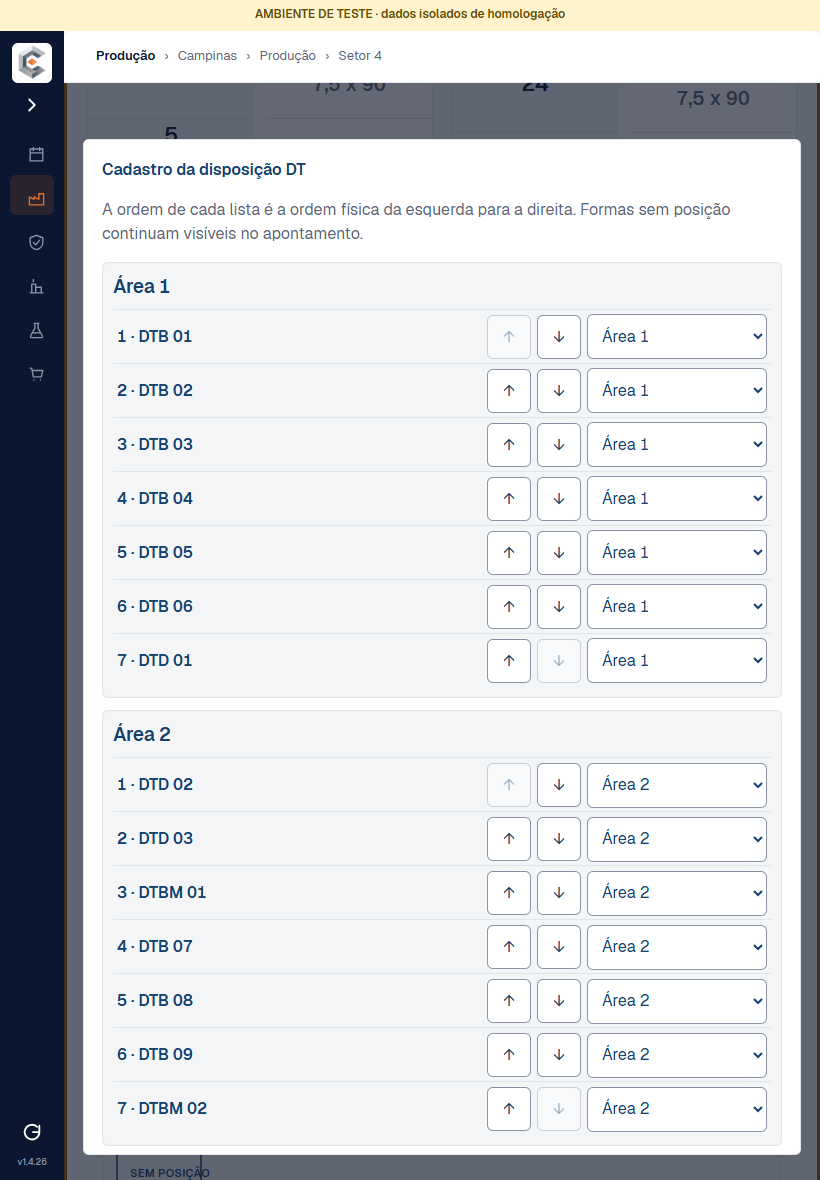 AMBIENTE DE TESTE · dados isolados de homologação
Produção › Campinas › Produção › Setor 4
7,5 x 90
24
7,5 x 90
5
Cadastro da disposição DT
A ordem de cada lista é a ordem física da esquerda para a direita. Formas sem posição
continuam visíveis no apontamento.
Área 1
1 · DTB 01 ↑ ↓ Área 1
2 · DTB 02 ↑ ↓ Área 1
3 · DTB 03 ↑ ↓ Área 1
4 · DTB 04 ↑ ↓ Área 1
5 · DTB 05 ↑ ↓ Área 1
6 · DTB 06 ↑ ↓ Área 1
7 · DTD 01 ↑ ↓ Área 1
Área 2
1 · DTD 02 ↑ ↓ Área 2
2 · DTD 03 ↑ ↓ Área 2
3 · DTBM 01 ↑ ↓ Área 2
4 · DTB 07 ↑ ↓ Área 2
5 · DTB 08 ↑ ↓ Área 2
6 · DTB 09 ↑ ↓ Área 2
7 · DTBM 02 ↑ ↓ Área 2
SEM POSIÇÃO
v1.4.26